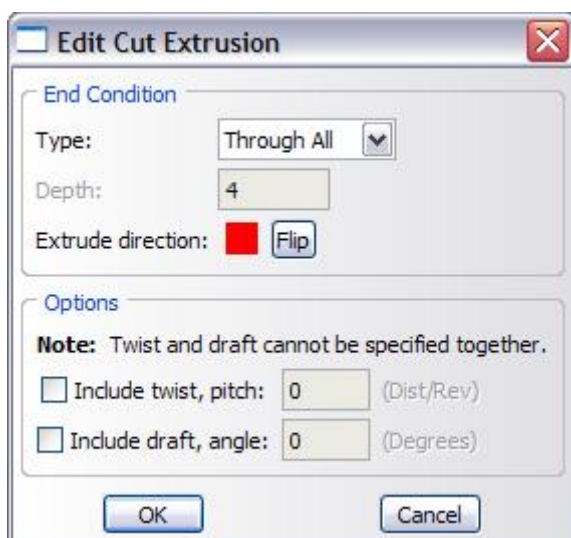 Edit Cut Extrusion
End Condition
Type: Through All
Depth: 4
Extrude direction: Flip
Options
Note: Twist and draft cannot be specified together.
Include twist, pitch: 0 (Dist/Rev)
Include draft, angle: 0 (Degrees)
OK Cancel